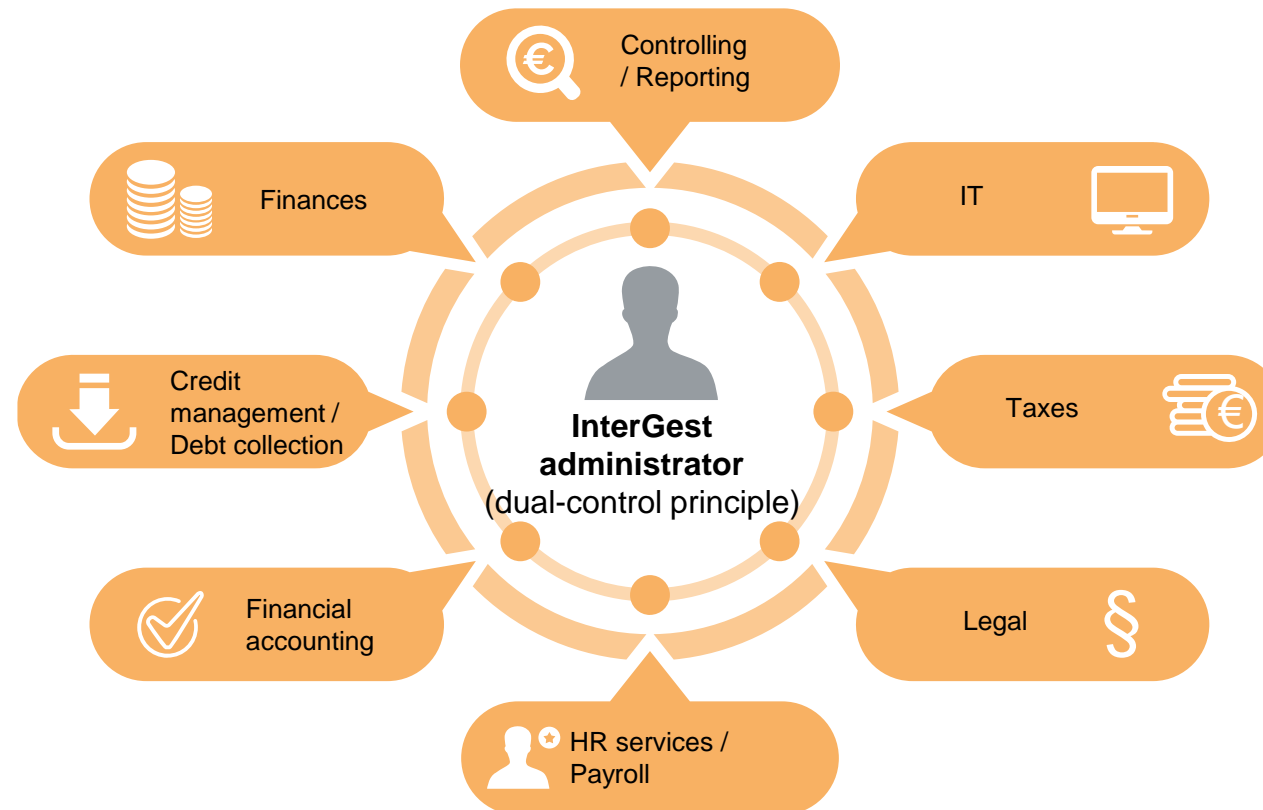 Controlling
/ Reporting
Finances
IT
Credit
management /
Debt collection
InterGest
administrator
(dual-control principle)
Taxes
Financial
accounting
Legal
§
HR services /
Payroll